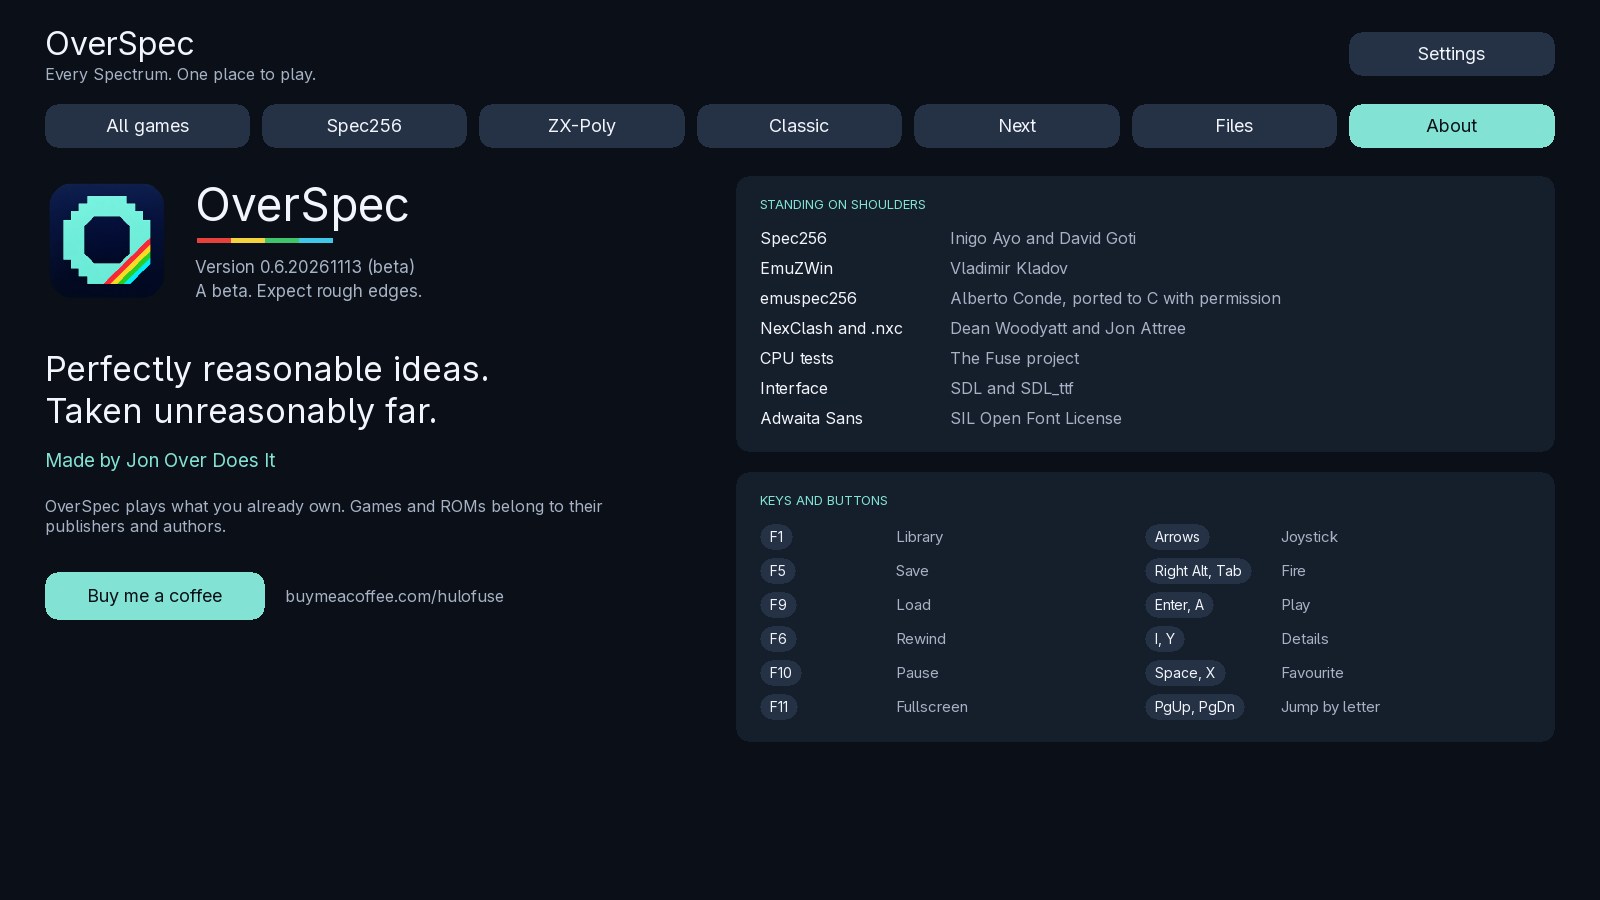 OverSpec
Every Spectrum. One place to play.
Settings
All games
Spec256
ZX-Poly
Classic
Next
Files
About
OverSpec
Version 0.6.20261113 (beta)
A beta. Expect rough edges.
Perfectly reasonable ideas.
Taken unreasonably far.
Made by Jon Over Does It
OverSpec plays what you already own. Games and ROMs belong to their
publishers and authors.
Buy me a coffee
buymeacoffee.com/hulofuse
STANDING ON SHOULDERS
Spec256 Inigo Ayo and David Goti
EmuZWin Vladimir Kladov
emuspec256 Alberto Conde, ported to C with permission
NexClash and .nxc Dean Woodyatt and Jon Attree
CPU tests The Fuse project
Interface SDL and SDL_ttf
Adwaita Sans SIL Open Font License
KEYS AND BUTTONS
F1 Library Arrows Joystick
F5 Save Right Alt, Tab Fire
F9 Load Enter, A Play
F6 Rewind I, Y Details
F10 Pause Space, X Favourite
F11 Fullscreen PgUp, PgDn Jump by letter